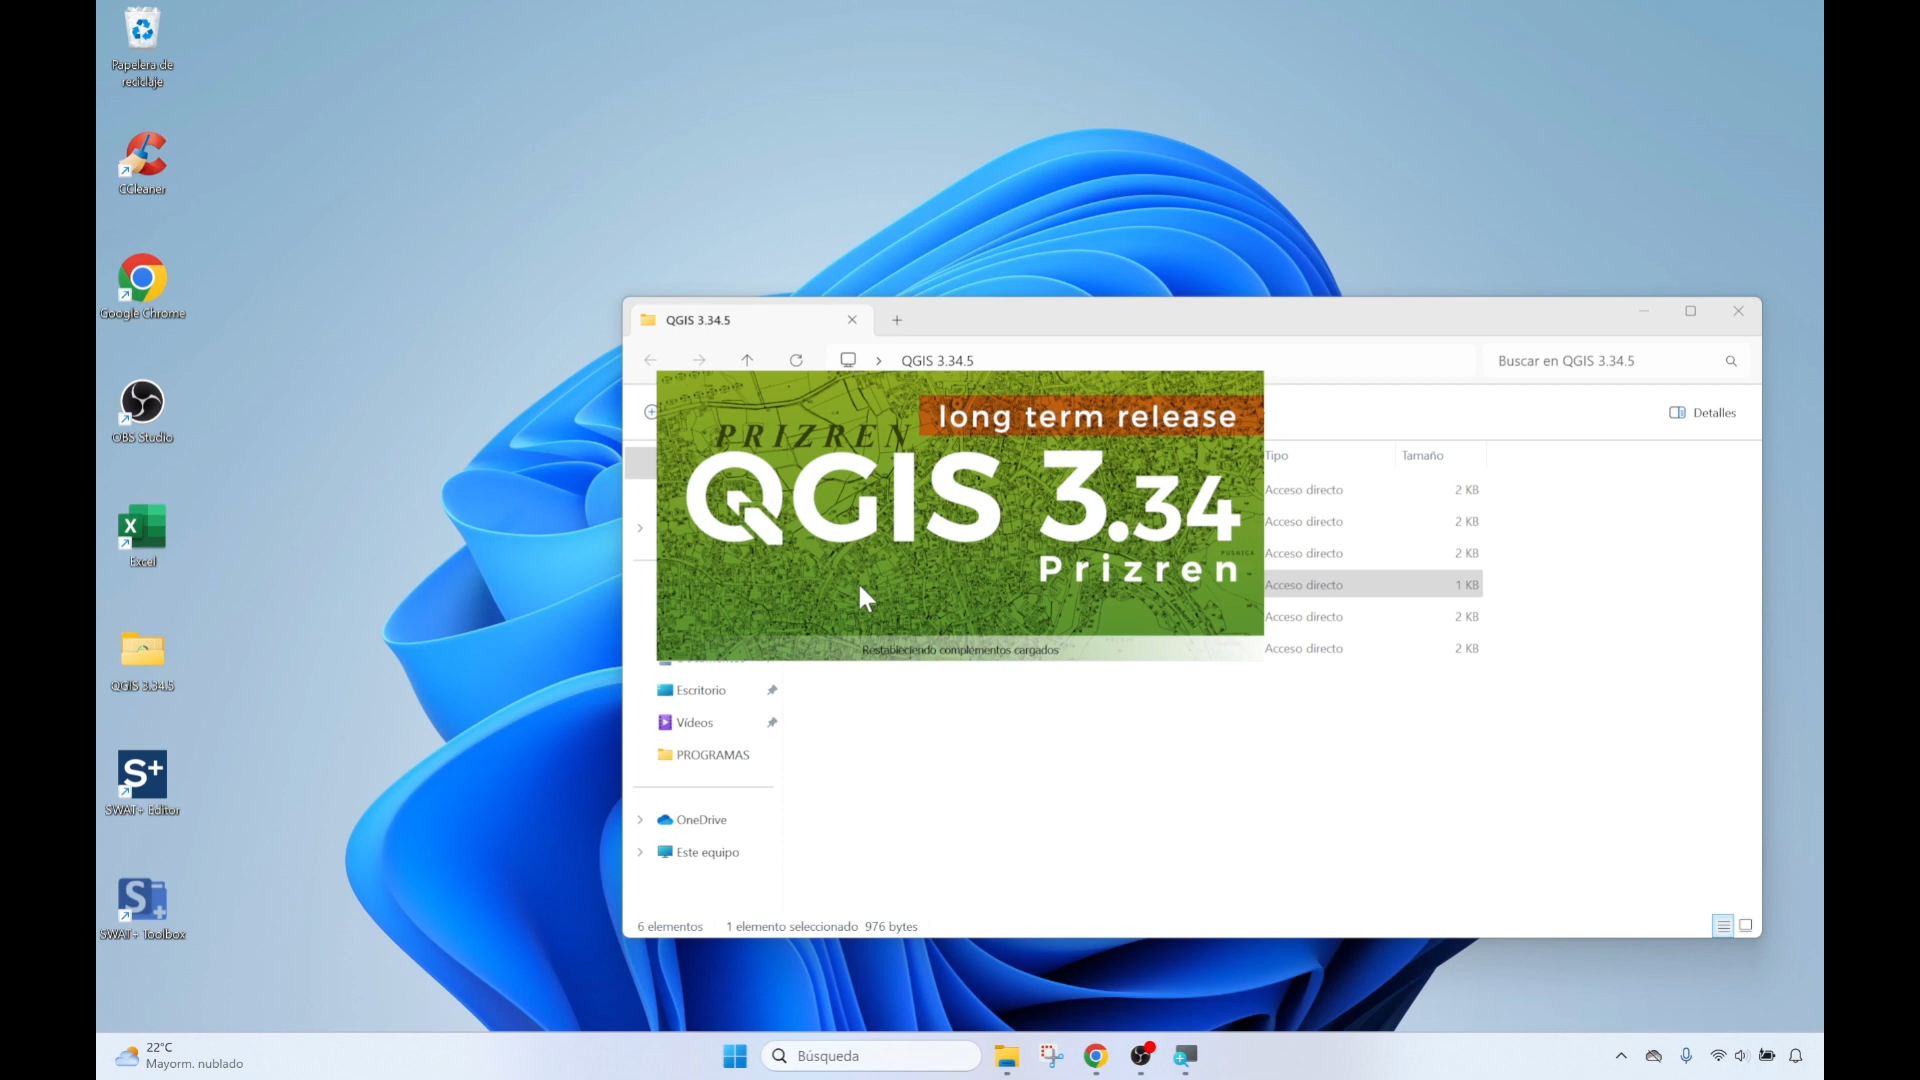 Papelera de
reciclaje
CCleaner
Google Chrome
OBS Studio
Excel
QGIS 3.34.5
SWAT+ Editor
SWAT+ Toolbox
QGIS 3.34.5
QGIS 3.34.5
Buscar en QGIS 3.34.5
Detalles
long term release
PRIZREN
QGIS 3.34
Prizren
Restableciendo complementos cargados
Tipo
Tamaño
Acceso directo 2 KB
Acceso directo 2 KB
Acceso directo 2 KB
Acceso directo 1 KB
Acceso directo 2 KB
Acceso directo 2 KB
Escritorio
Vídeos
PROGRAMAS
OneDrive
Este equipo
6 elementos
1 elemento seleccionado 976 bytes
22°C
Mayorm. nublado
Búsqueda